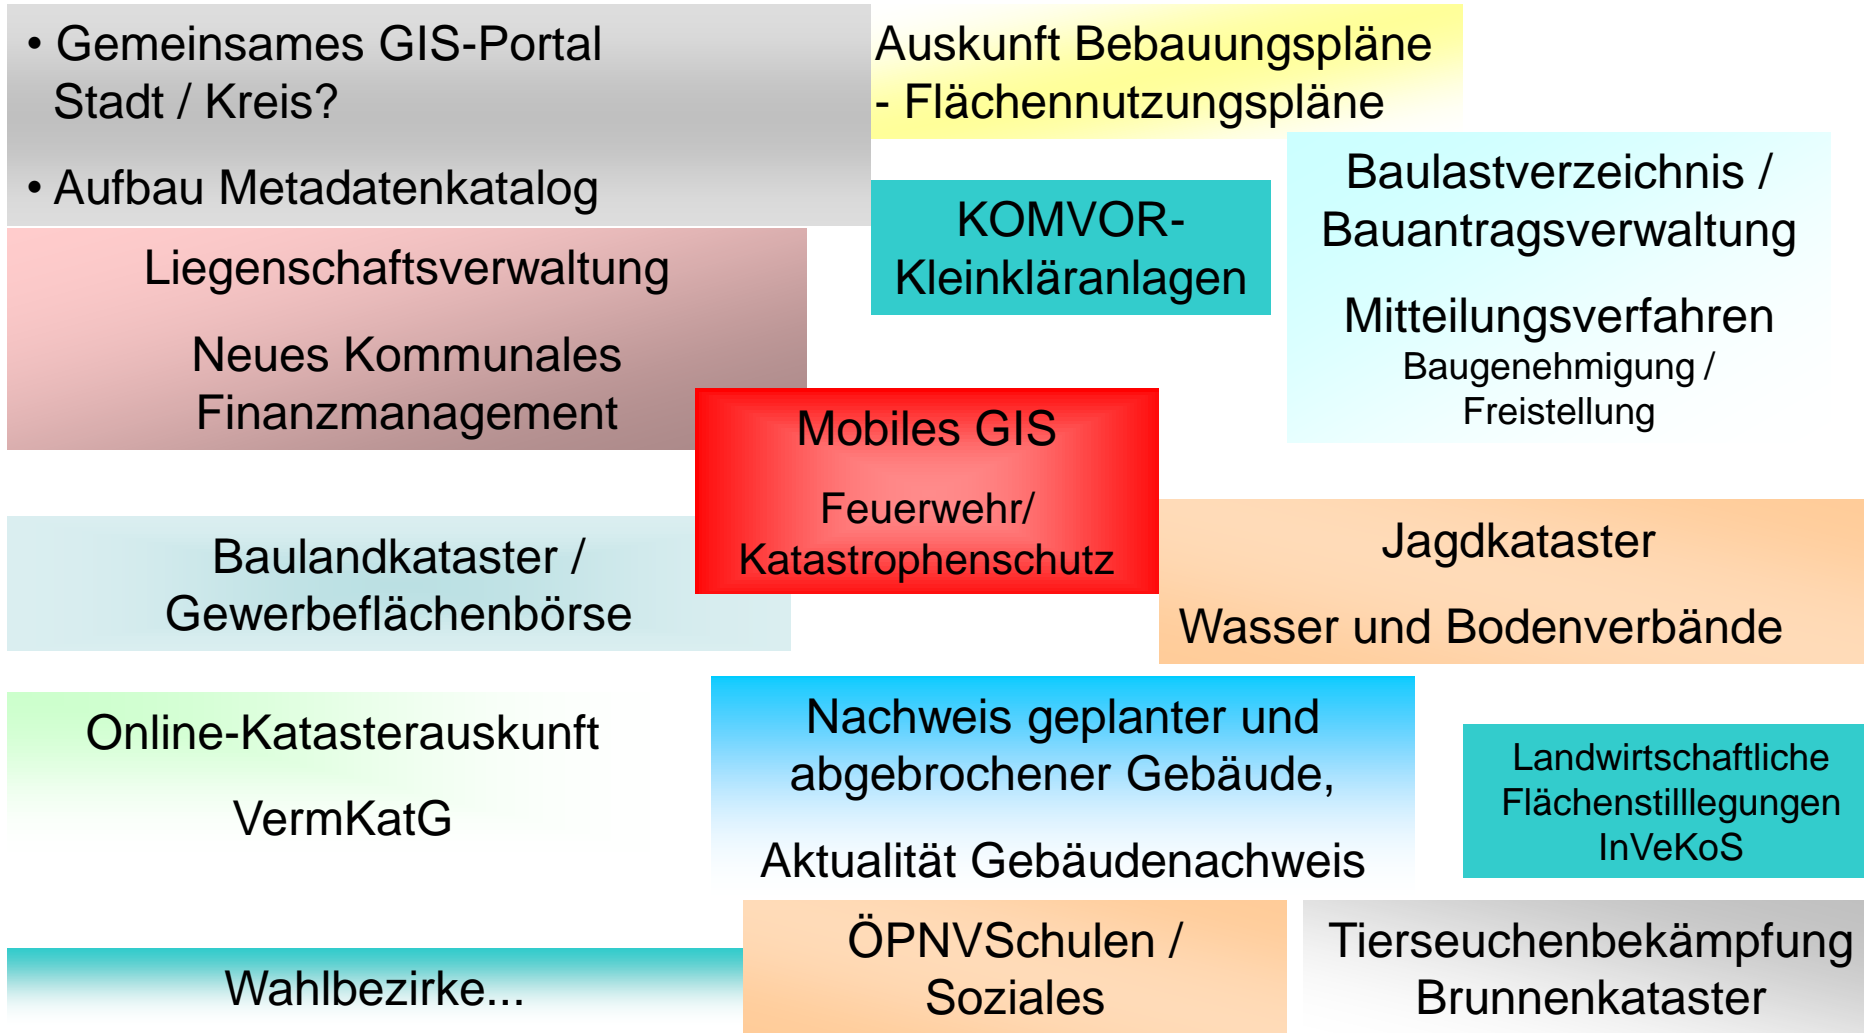 • Gemeinsames GIS-Portal
Stadt / Kreis?
• Aufbau Metadatenkatalog
Auskunft Bebauungspläne
- Flächennutzungspläne
KOMVOR-
Kleinkläranlagen
Baulastverzeichnis /
Bauantragsverwaltung
Mitteilungsverfahren
Baugenehmigung /
Freistellung
Liegenschaftsverwaltung
Neues Kommunales
Finanzmanagement
Mobiles GIS
Feuerwehr/
Katastrophenschutz
Jagdkataster
Wasser und Bodenverbände
Baulandkataster /
Gewerbeflächenbörse
Online-Katasterauskunft
VermKatG
Nachweis geplanter und
abgebrochener Gebäude,
Aktualität Gebäudenachweis
Landwirtschaftliche
Flächenstilllegungen
InVeKoS
Wahlbezirke...
ÖPNVSchulen /
Soziales
Tierseuchenbekämpfung
Brunnenkataster